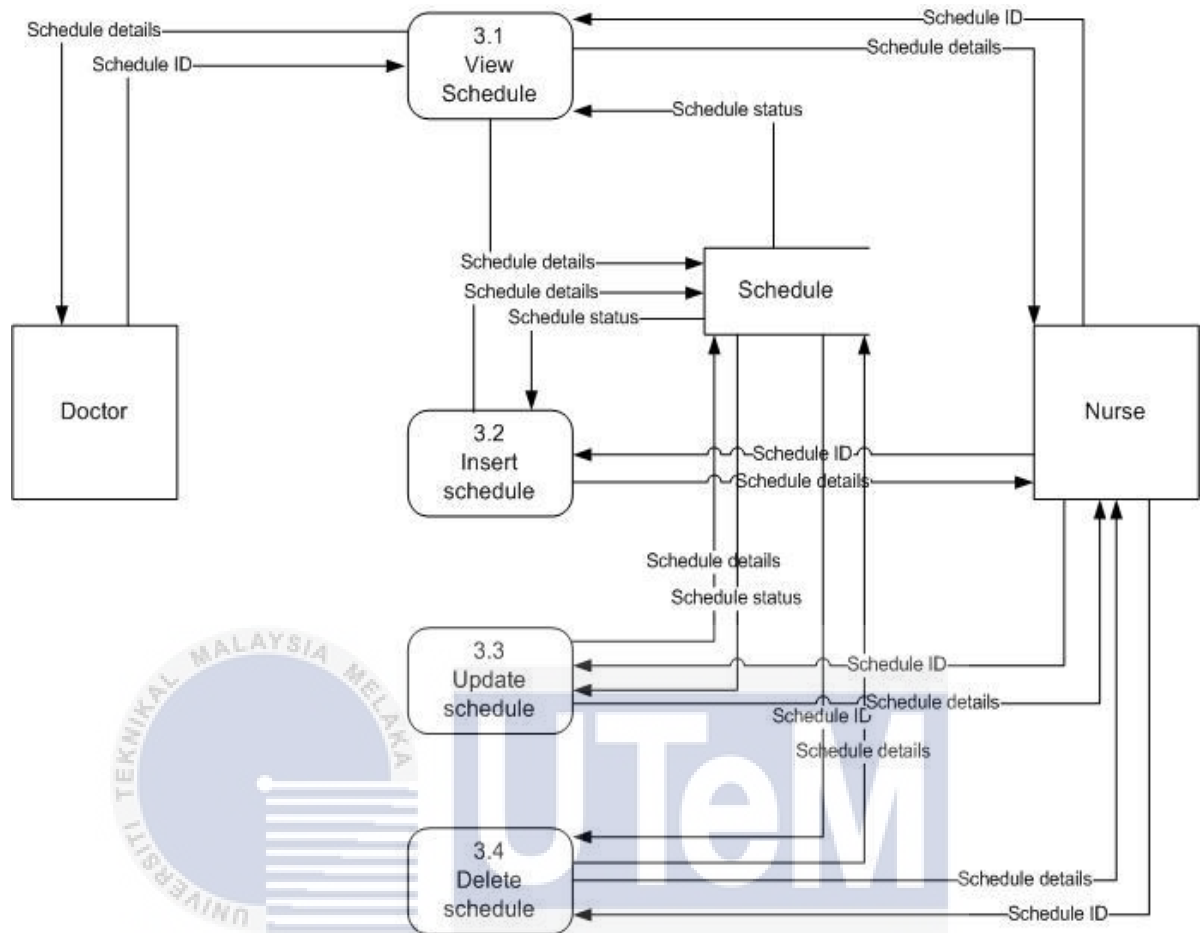 Schedule ID
Schedule details
3.1
View
Schedule
Schedule details
Schedule ID
Schedule status
Schedule details
Schedule details
Schedule status
Schedule
Doctor
Nurse
3.2
Insert
schedule
Schedule ID
Schedule details
Schedule details
Schedule status
3.3
Update
schedule
Schedule ID
Schedule details
Schedule ID
Schedule details
3.4
Delete
schedule
Schedule details
Schedule ID
UNIVERSITI TEKNIKAL MALAYSIA MELAKA
UTeM